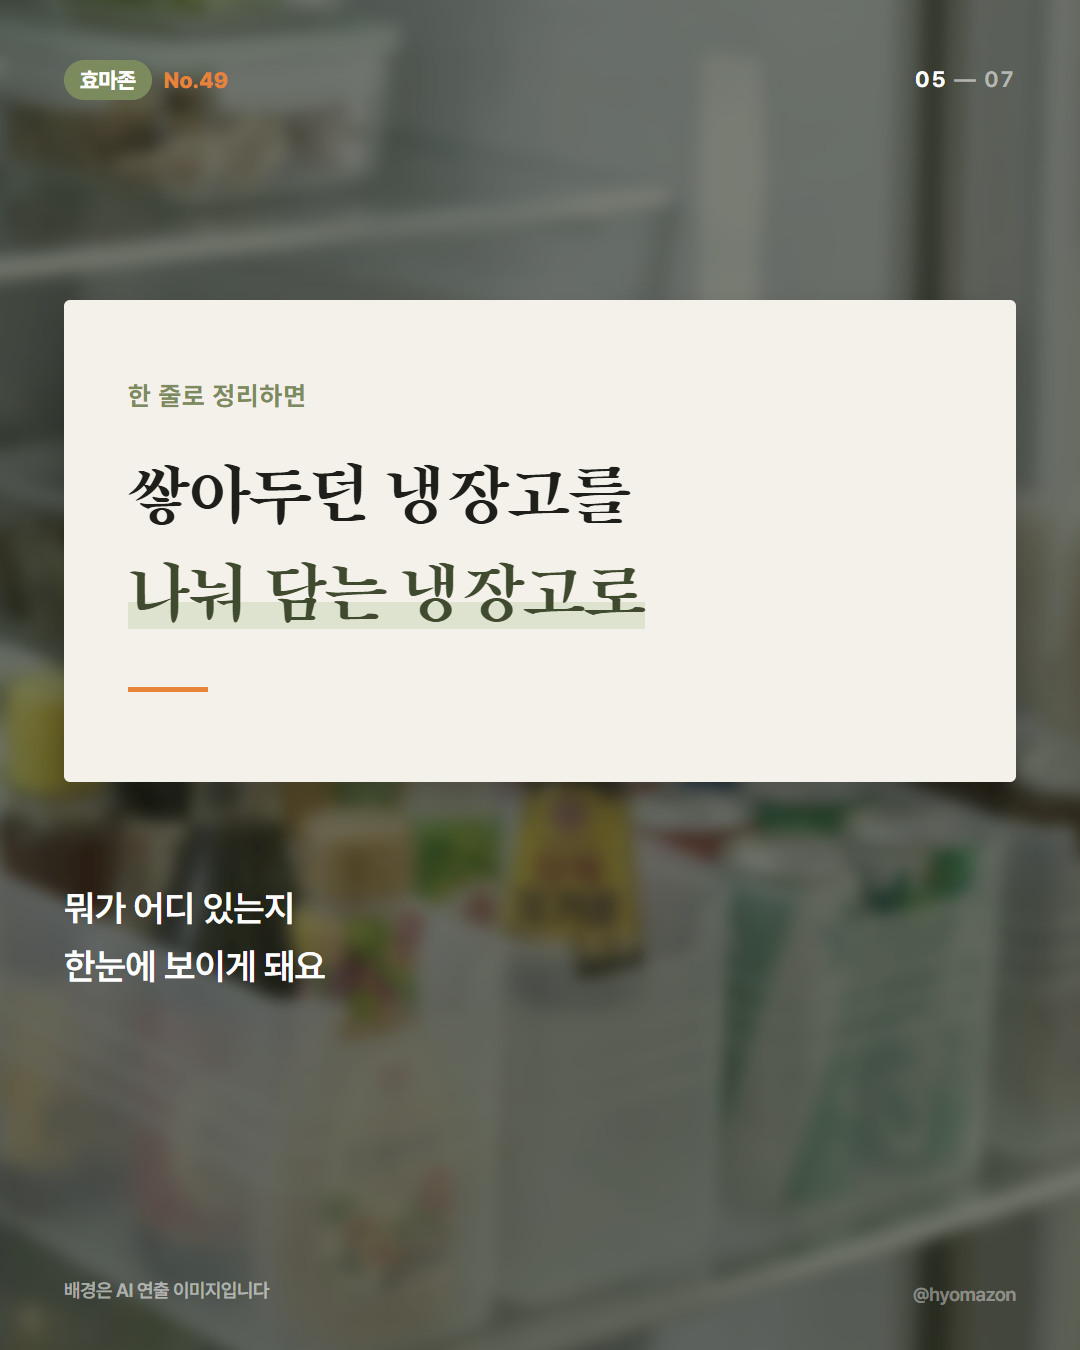 효마존 No.49
05 — 07
한 줄로 정리하면
쌓아두던 냉장고를
나눠 담는 냉장고로
뭐가 어디 있는지
한눈에 보이게 돼요
배경은 AI 연출 이미지입니다
@hyomazon